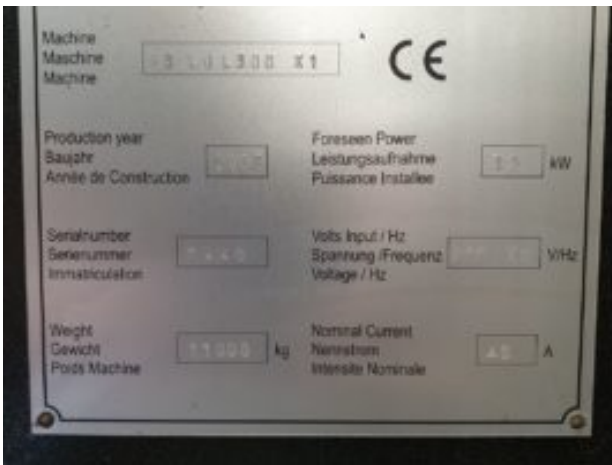 Machine
Maschine
Machine
CE
Production year
Baujahr
Année de Construction
Foreseen Power
Leistungsaufnahme
Puissance Installee
kW
Serialnumber
Serienummer
Immatriculation
Volts Input / Hz
Spannung /Frequenz
Voltage / Hz
V/Hz
Weight
Gewicht
Poids Machine
11000 kg
Nominal Current
Nennstrom
Intensite Nominale
A